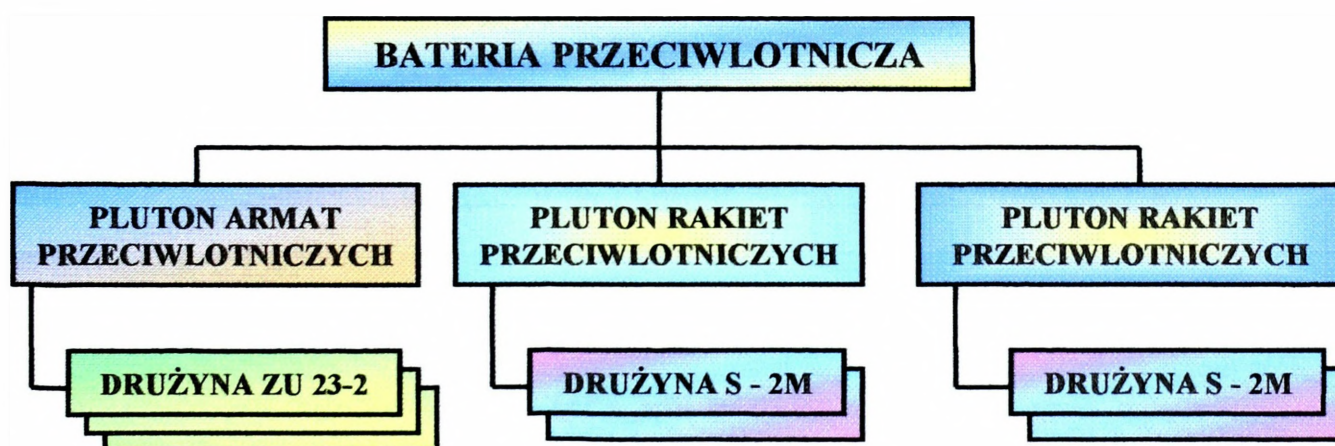 BATERIA PRZECIWLOTNICZA
PLUTON ARMAT
PRZECIWLOTNICZYCH
PLUTON RAKIET
PRZECIWLOTNICZYCH
PLUTON RAKIET
PRZECIWLOTNICZYCH
DRUŻYNA ZU 23-2
DRUŻYNA S - 2M
DRUŻYNA S - 2M